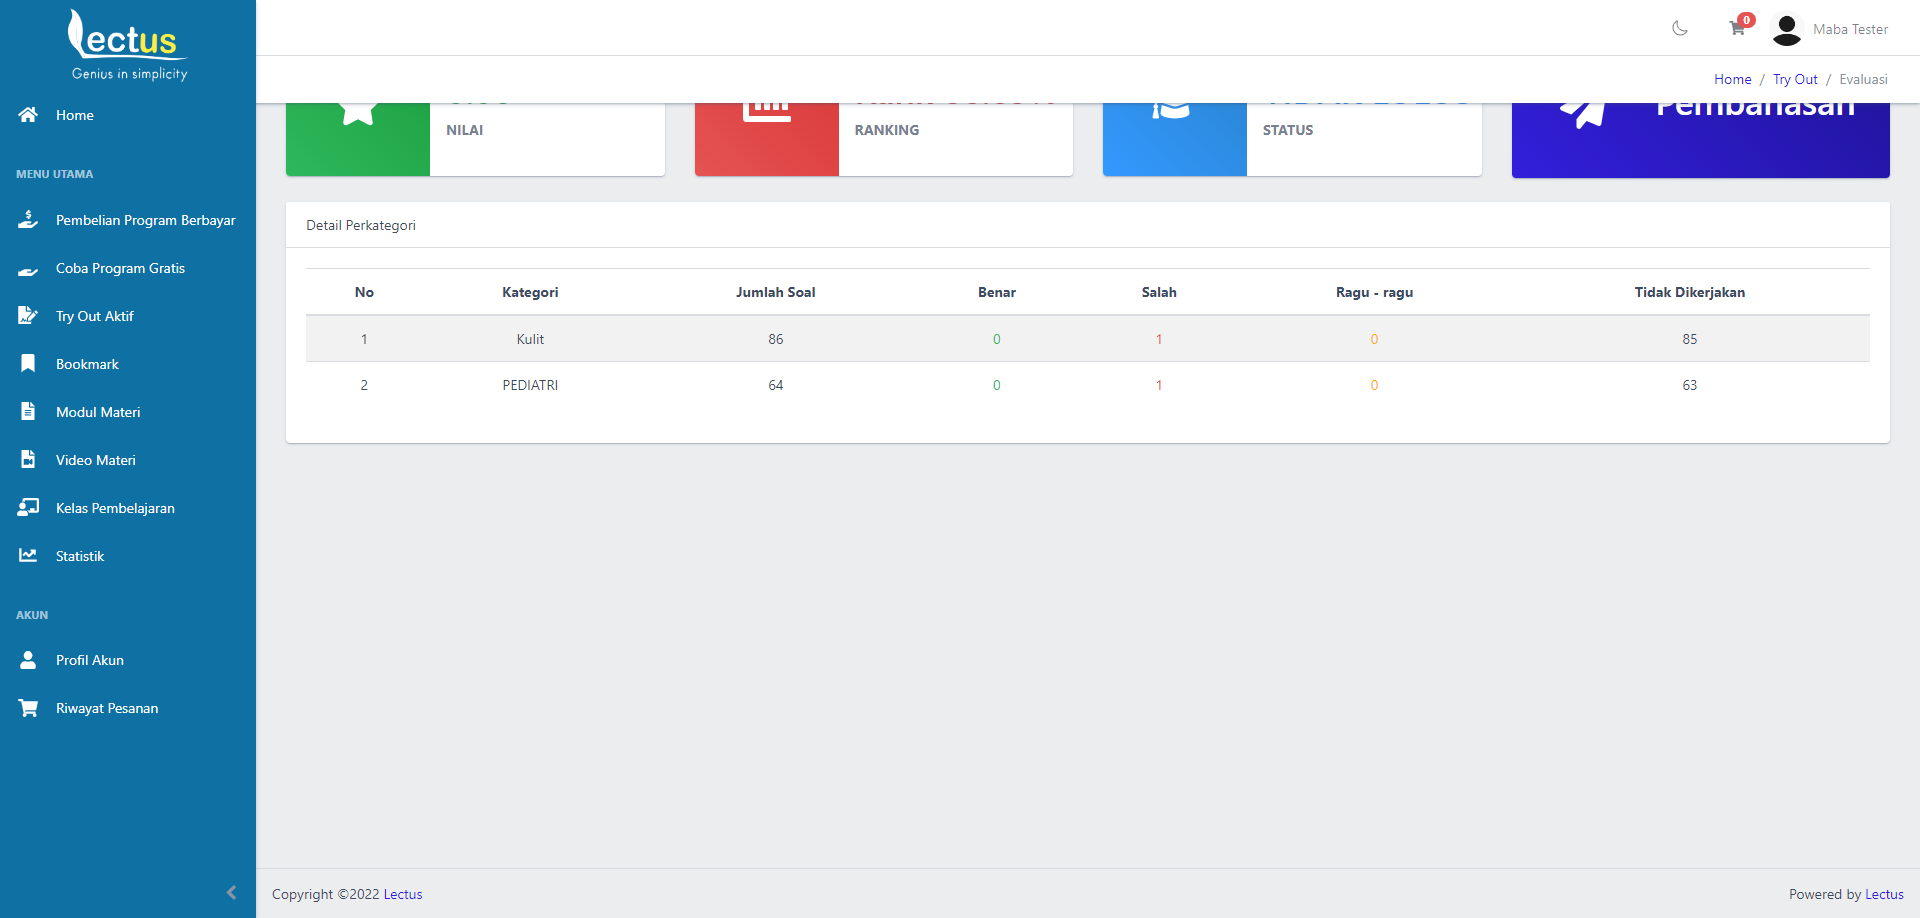 Lectus
Genius in simplicity
Home
MENU UTAMA
Pembelian Program Berbayar
Coba Program Gratis
Try Out Aktif
Bookmark
Modul Materi
Video Materi
Kelas Pembelajaran
Statistik
AKUN
Profil Akun
Riwayat Pesanan
0
Maba Tester
Home / Try Out / Evaluasi
NILAI
RANKING
STATUS
Pembahasan
Detail Perkategori
No Kategori Jumlah Soal Benar Salah Ragu - ragu Tidak Dikerjakan
1 Kulit 86 0 1 0 85
2 PEDIATRI 64 0 1 0 63
Copyright ©2022 Lectus
Powered by Lectus